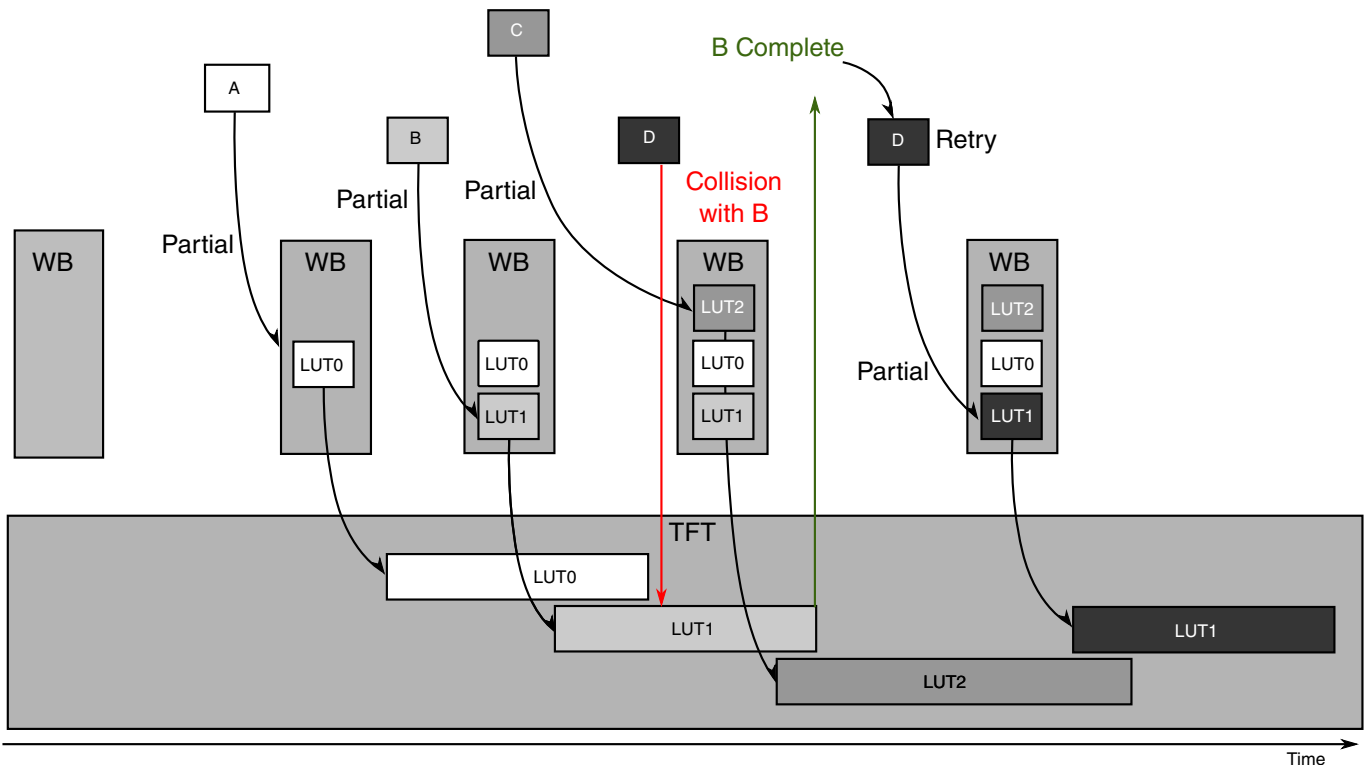 C
B Complete
A
B
D
D
Retry
Partial
Partial
Collision
with B
Partial
WB
WB
WB
WB
WB
LUT2
LUT2
LUT0
LUT0
LUT0
LUT0
Partial
LUT1
LUT1
LUT1
TFT
LUT0
LUT1
LUT1
LUT2
Time